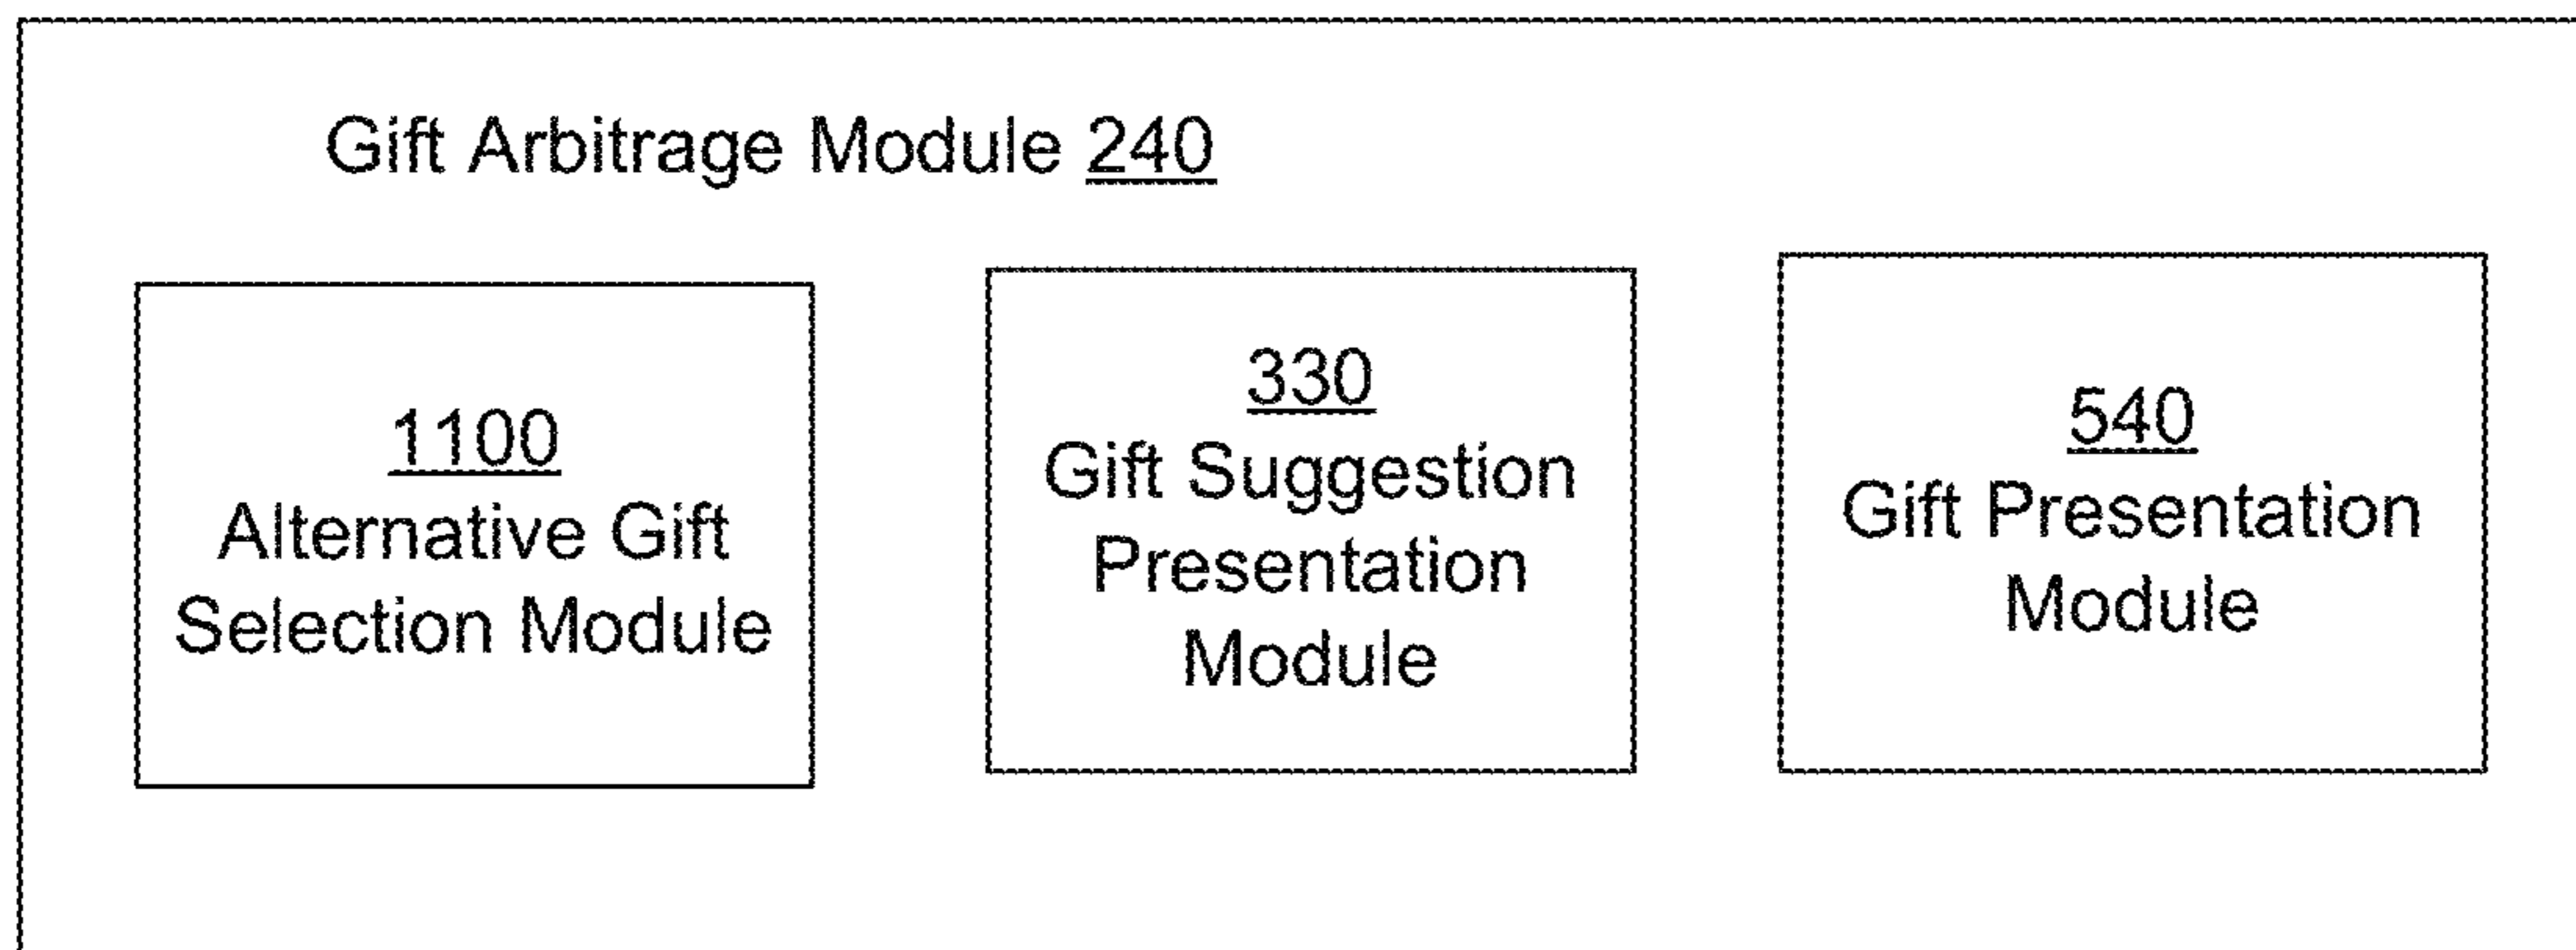 Gift Arbitrage Module 240
1100
Alternative Gift
Selection Module
330
Gift Suggestion
Presentation
Module
540
Gift Presentation
Module